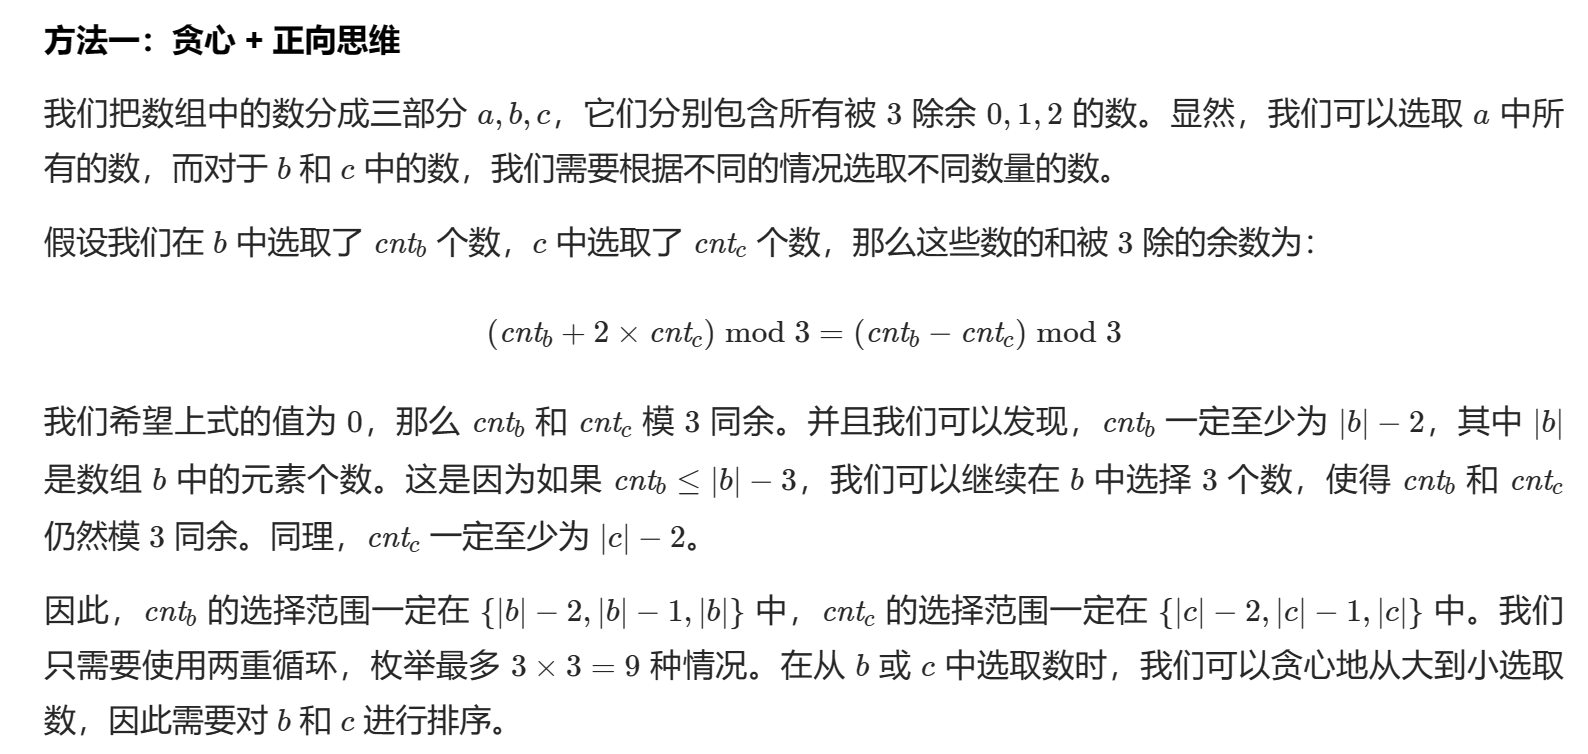 方法一：贪心 + 正向思维
我们把数组中的数分成三部分 a, b, c，它们分别包含所有被 3 除余 0, 1, 2 的数。显然，我们可以选取 a 中所
有的数，而对于 b 和 c 中的数，我们需要根据不同的情况选取不同数量的数。
假设我们在 b 中选取了 cnt_b 个数，c 中选取了 cnt_c 个数，那么这些数的和被 3 除的余数为：
(cnt_b + 2 × cnt_c) mod 3 = (cnt_b − cnt_c) mod 3
我们希望上式的值为 0，那么 cnt_b 和 cnt_c 模 3 同余。并且我们可以发现，cnt_b 一定至少为 |b| − 2，其中 |b|
是数组 b 中的元素个数。这是因为如果 cnt_b ≤ |b| − 3，我们可以继续在 b 中选择 3 个数，使得 cnt_b 和 cnt_c
仍然模 3 同余。同理，cnt_c 一定至少为 |c| − 2。
因此，cnt_b 的选择范围一定在 {|b| − 2, |b| − 1, |b|} 中，cnt_c 的选择范围一定在 {|c| − 2, |c| − 1, |c|} 中。我们
只需要使用两重循环，枚举最多 3 × 3 = 9 种情况。在从 b 或 c 中选取数时，我们可以贪心地从大到小选取
数，因此需要对 b 和 c 进行排序。